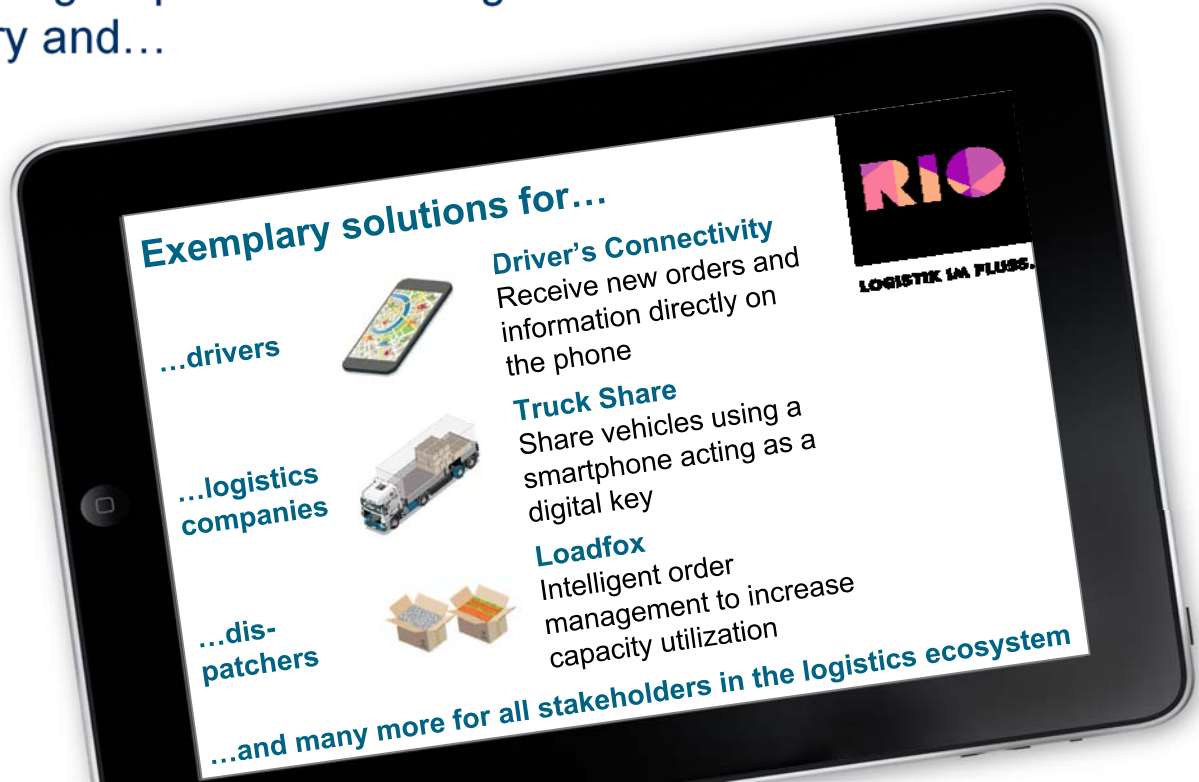 ry and…
Exemplary solutions for…
RIO
LOGISTIK IM FLUSS.
…drivers
Driver’s Connectivity
Receive new orders and
information directly on
the phone
…logistics
companies
Truck Share
Share vehicles using a
smartphone acting as a
digital key
…dis-
patchers
Loadfox
Intelligent order
management to increase
capacity utilization
…and many more for all stakeholders in the logistics ecosystem